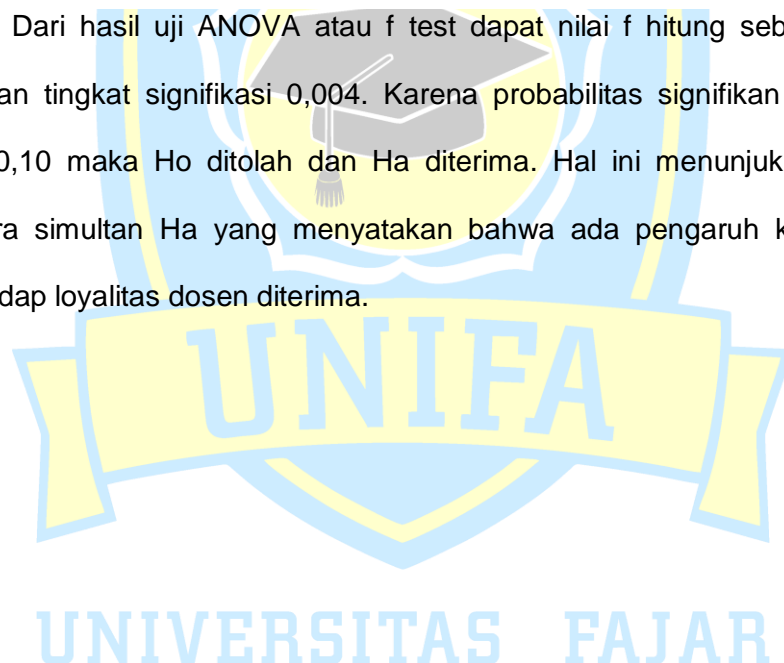 Dari hasil uji ANOVA atau f test dapat nilai f hitung seb
an tingkat signifikasi 0,004. Karena probabilitas signifikan
0,10 maka Ho ditolah dan Ha diterima. Hal ini menunjuk
ra simultan Ha yang menyatakan bahwa ada pengaruh k
dap loyalitas dosen diterima.
UNIFA
UNIVERSITAS FAJAR